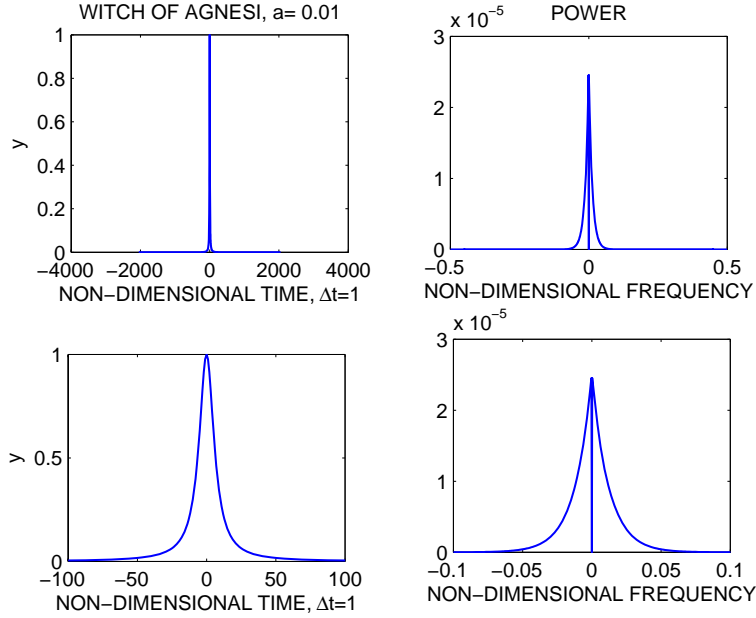 WITCH OF AGNESI, a= 0.01
1
0.8
0.6
0.4
0.2
0
y
−4000 −2000 0 2000 4000
NON−DIMENSIONAL TIME, Δt=1
POWER
x 10^−5
3
2
1
0
−0.5 0 0.5
NON−DIMENSIONAL FREQUENCY
1
0.5
0
y
−100 −50 0 50 100
NON−DIMENSIONAL TIME, Δt=1
x 10^−5
3
2
1
0
−0.1 −0.05 0 0.05 0.1
NON−DIMENSIONAL FREQUENCY